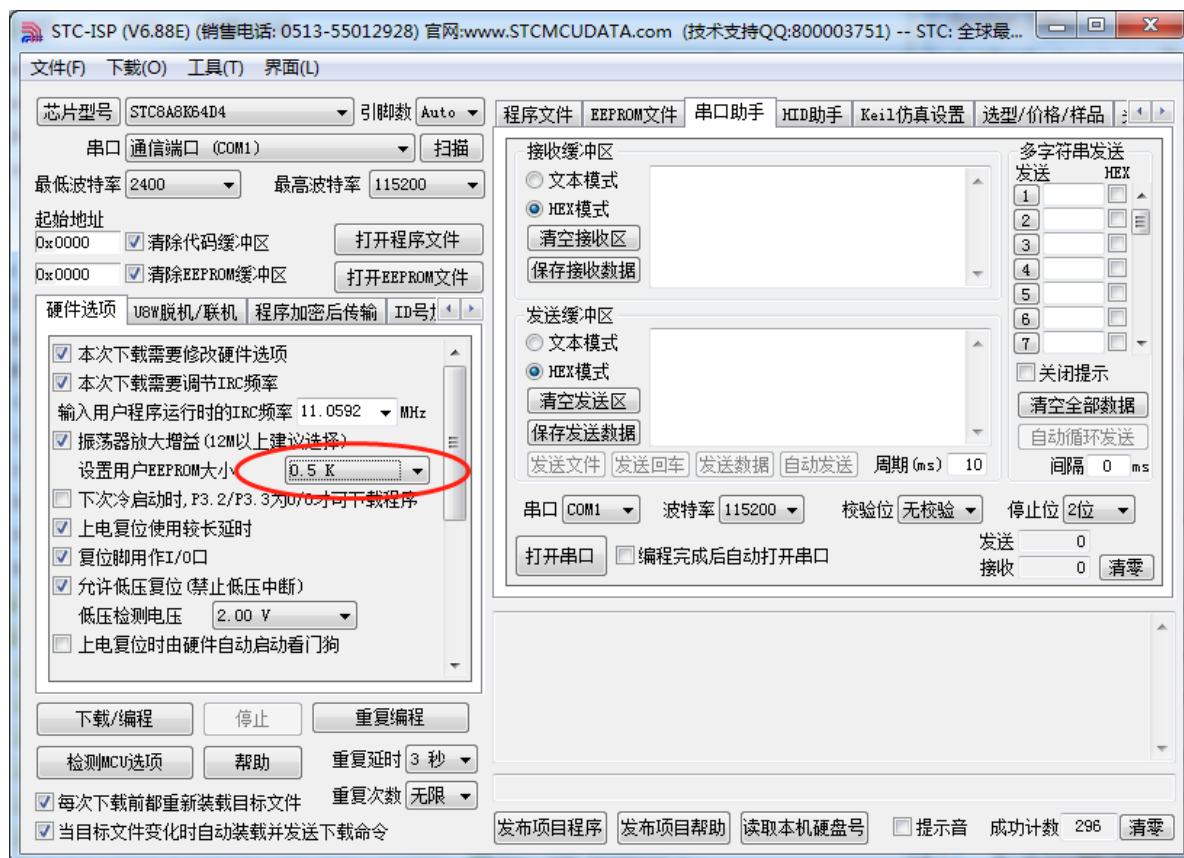 STC-ISP (V6.88E) (销售电话: 0513-55012928) 官网:www.STCMCUDATA.com (技术支持QQ:800003751) -- STC: 全球最...
文件(F) 下载(O) 工具(T) 界面(L)
芯片型号 STC8A8K64D4 引脚数 Auto
串口 通信端口 (COM1) 扫描
最低波特率 2400 最高波特率 115200
起始地址
0x0000 清除代码缓冲区 打开程序文件
0x0000 清除EEPROM缓冲区 打开EEPROM文件
硬件选项 U8W脱机/联机 程序加密后传输 ID号
本次下载需要修改硬件选项
本次下载需要调节IRC频率
输入用户程序运行时的IRC频率 11.0592 MHz
振荡器放大增益(12M以上建议选择)
设置用户EEPROM大小 0.5 K
下次冷启动时,P3.2/P3.3为0/0才可下载程序
上电复位使用较长延时
复位脚用作I/O口
允许低压复位(禁止低压中断)
低压检测电压 2.00 V
上电复位时由硬件自动启动看门狗
下载/编程 停止 重复编程
检测MCU选项 帮助 重复延时 3 秒
每次下载前都重新装载目标文件 重复次数 无限
当目标文件变化时自动装载并发送下载命令
程序文件 EEPROM文件 串口助手 HID助手 Keil仿真设置 选型/价格/样品
接收缓冲区
文本模式
HEX模式
清空接收区
保存接收数据
发送缓冲区
文本模式
HEX模式
清空发送区
保存发送数据
发送文件 发送回车 发送数据 自动发送 周期(ms) 10
多字符串发送
发送 HEX
1
2
3
4
5
6
7
关闭提示
清空全部数据
自动循环发送
间隔 0 ms
串口 COM1 波特率 115200 校验位 无校验 停止位 2位
打开串口 编程完成后自动打开串口
发送 0
接收 0 清零
发布项目程序 发布项目帮助 读取本机硬盘号 提示音 成功计数 296 清零